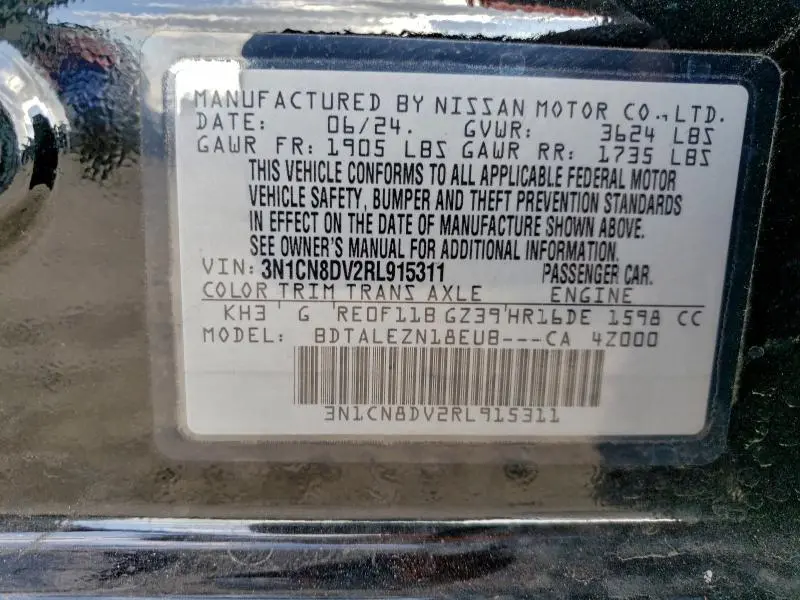 MANUFACTURED BY NISSAN MOTOR CO., LTD.
DATE: 06/24. GVWR: 3624 LBS
GAWR FR: 1905 LBS GAWR RR: 1735 LBS
THIS VEHICLE CONFORMS TO ALL APPLICABLE FEDERAL MOTOR
VEHICLE SAFETY, BUMPER AND THEFT PREVENTION STANDARDS
IN EFFECT ON THE DATE OF MANUFACTURE SHOWN ABOVE.
SEE OWNER'S MANUAL FOR ADDITIONAL INFORMATION.
VIN: 3N1CN8DV2RL915311 PASSENGER CAR.
COLOR TRIM TRANS AXLE ENGINE
KH3 G RE0F11B GZ39 HR16DE 1598 CC
MODEL: BDTALEZN18EUB---CA 4Z000
3N1CN8DV2RL915311